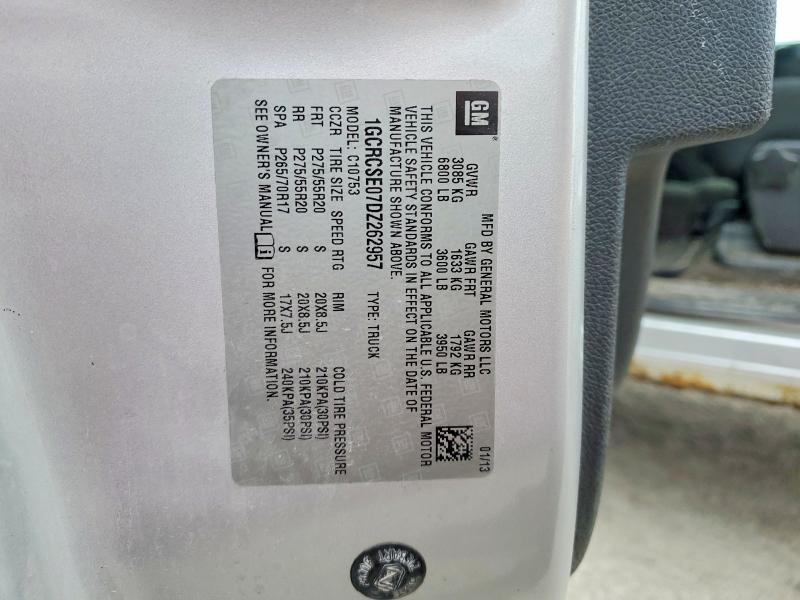 GM
MFD BY GENERAL MOTORS LLC 01/13
GVWR GAWR FRT GAWR RR
3085 KG 1633 KG 1792 KG
6800 LB 3600 LB 3950 LB
THIS VEHICLE CONFORMS TO ALL APPLICABLE U.S. FEDERAL MOTOR
VEHICLE SAFETY STANDARDS IN EFFECT ON THE DATE OF
MANUFACTURE SHOWN ABOVE.
1GCRCSE07DZ262957 TYPE: TRUCK
MODEL: C10753
CCZR TIRE SIZE SPEED RTG RIM COLD TIRE PRESSURE
FRT P275/55R20 S 20X8.5J 210KPA(30PSI)
RR P275/55R20 S 20X8.5J 210KPA(30PSI)
SPA P265/70R17 S 17X7.5J 240KPA(35PSI)
SEE OWNER'S MANUAL FOR MORE INFORMATION.